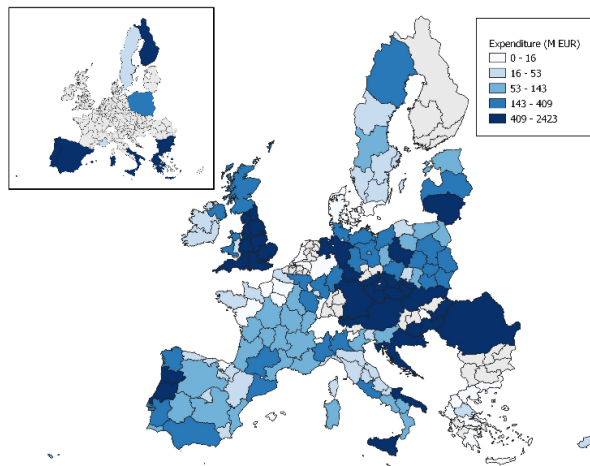 Expenditure (M EUR)
0 - 16
16 - 53
53 - 143
143 - 409
409 - 2423